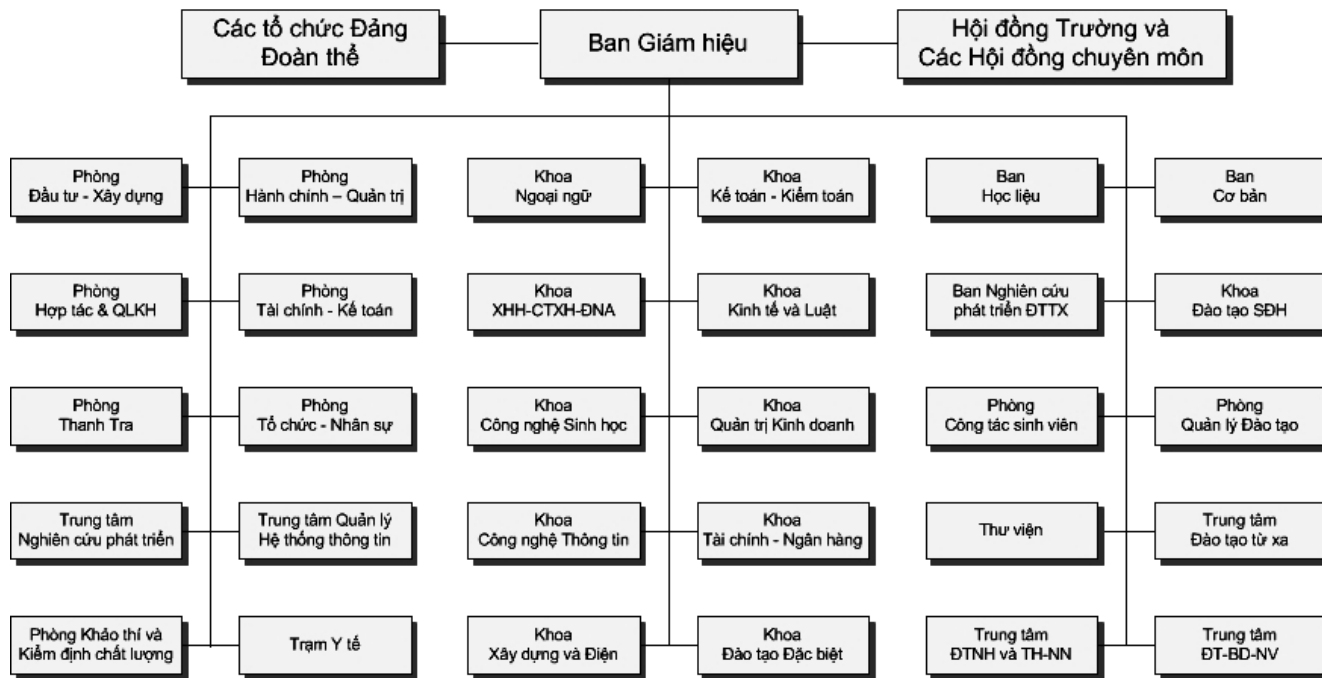 Các tổ chức Đảng
Đoàn thể
Ban Giám hiệu
Hội đồng Trường và
Các Hội đồng chuyên môn
Phòng
Đầu tư - Xây dựng
Phòng
Hành chính – Quản trị
Khoa
Ngoại ngữ
Khoa
Kế toán - Kiểm toán
Ban
Học liệu
Ban
Cơ bản
Phòng
Hợp tác & QLKH
Phòng
Tài chính - Kế toán
Khoa
XHH-CTXH-ĐNA
Khoa
Kinh tế và Luật
Ban Nghiên cứu
phát triển ĐTTX
Khoa
Đào tạo SĐH
Phòng
Thanh Tra
Phòng
Tổ chức - Nhân sự
Khoa
Công nghệ Sinh học
Khoa
Quản trị Kinh doanh
Phòng
Công tác sinh viên
Phòng
Quản lý Đào tạo
Trung tâm
Nghiên cứu phát triển
Trung tâm Quản lý
Hệ thống thông tin
Khoa
Công nghệ Thông tin
Khoa
Tài chính - Ngân hàng
Thư viện
Trung tâm
Đào tạo từ xa
Phòng Khảo thí và
Kiểm định chất lượng
Trạm Y tế
Khoa
Xây dựng và Điện
Khoa
Đào tạo Đặc biệt
Trung tâm
ĐTNH và TH-NN
Trung tâm
ĐT-BD-NV